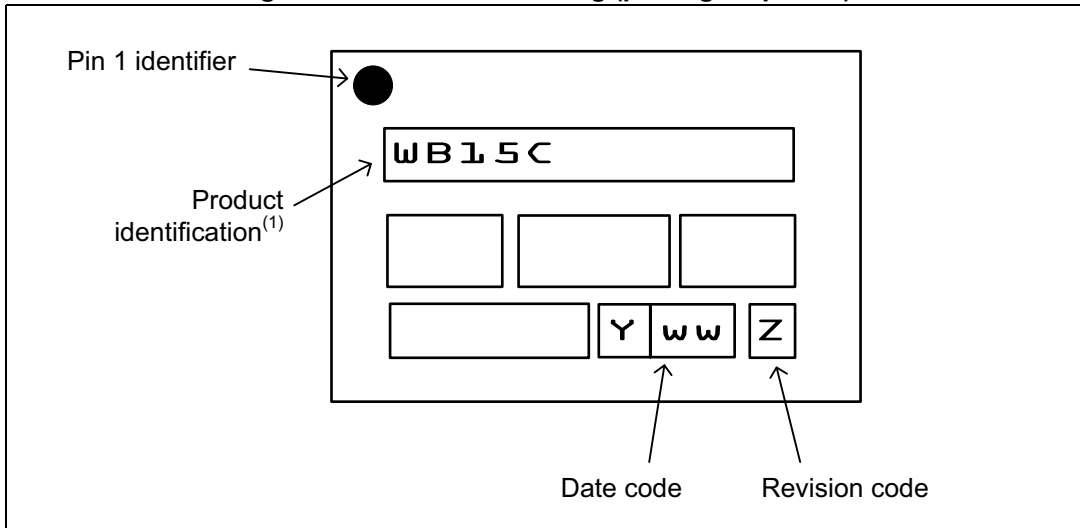 Pin 1 identifier
WB15C
Product
identification(1)
Y WW Z
Date code Revision code